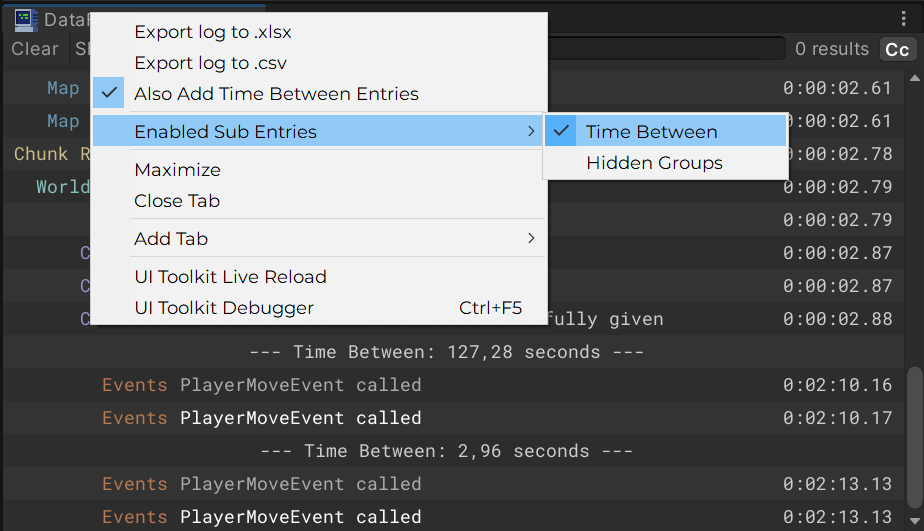 Data
Clear
0 results Cc
Export log to .xlsx
Export log to .csv
Also Add Time Between Entries
Enabled Sub Entries
Time Between
Hidden Groups
Maximize
Close Tab
Add Tab
UI Toolkit Live Reload
UI Toolkit Debugger Ctrl+F5
Map 0:00:02.61
Map 0:00:02.61
Chunk 0:00:02.78
World 0:00:02.79
0:00:02.79
0:00:02.87
0:00:02.87
fully given 0:00:02.88
--- Time Between: 127,28 seconds ---
Events PlayerMoveEvent called 0:02:10.16
Events PlayerMoveEvent called 0:02:10.17
--- Time Between: 2,96 seconds ---
Events PlayerMoveEvent called 0:02:13.13
Events PlayerMoveEvent called 0:02:13.13